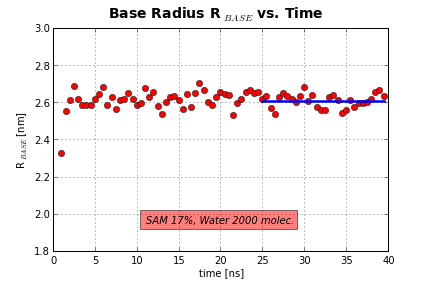 Base Radius R BASE vs. Time
3.0
2.8
2.6
2.4
2.2
2.0
1.8
R BASE [nm]
SAM 17%, Water 2000 molec.
0 5 10 15 20 25 30 35 40
time [ns]